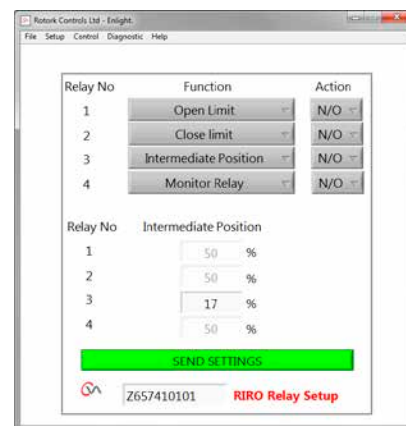 Rotork Controls Ltd - Enlight.
File Setup Control Diagnostic Help
Relay No Function Action
1 Open Limit N/O
2 Close limit N/O
3 Intermediate Position N/O
4 Monitor Relay N/O
Relay No Intermediate Position
1 50 %
2 50 %
3 17 %
4 50 %
SEND SETTINGS
Z657410101 RIRO Relay Setup